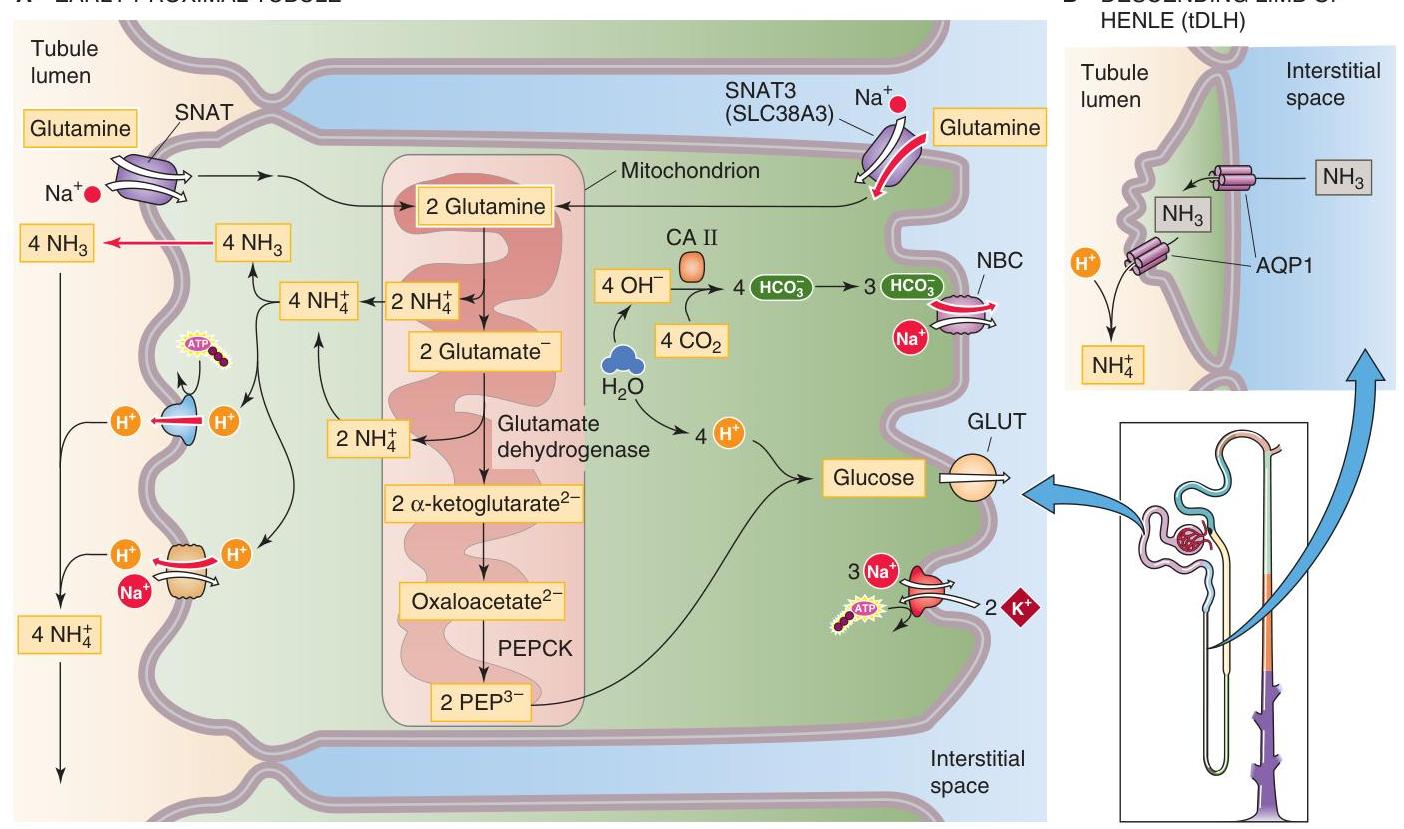 A EARLY PROXIMAL TUBULE
B DESCENDING LIMB OF
HENLE (tDLH)
Tubule
lumen
Glutamine
SNAT
Na+
4 NH3
4 NH3
4 NH4+
2 NH4+
2 Glutamine
Mitochondrion
SNAT3
(SLC38A3)
Na+
Glutamine
2 Glutamate−
CA II
4 OH−
4 HCO3−
3 HCO3−
NBC
4 CO2
Na+
H2O
ATP
H+
H+
2 NH4+
Glutamate
dehydrogenase
4 H+
GLUT
Glucose
2 α-ketoglutarate2−
H+
H+
Na+
Oxaloacetate2−
3 Na+
ATP
2 K+
4 NH4+
PEPCK
2 PEP3−
Interstitial
space
Tubule
lumen
Interstitial
space
NH3
NH3
H+
AQP1
NH4+